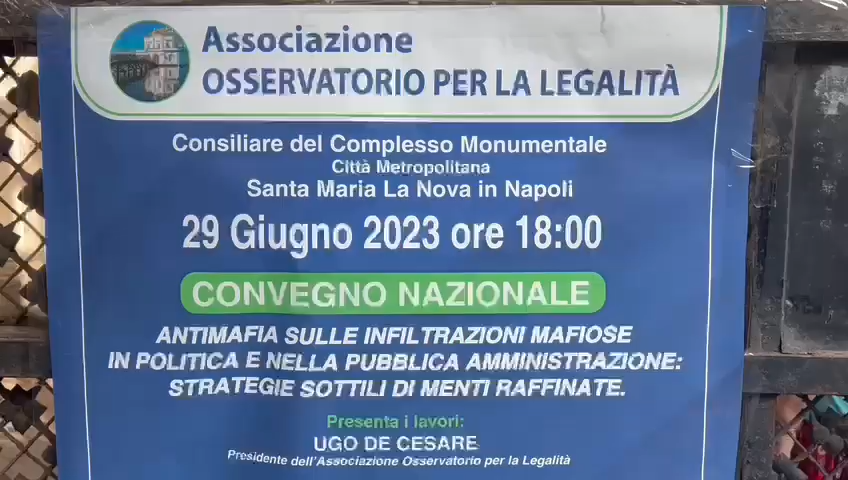 Associazione
OSSERVATORIO PER LA LEGALITÀ
Consiliare del Complesso Monumentale
Città Metropolitana
Santa Maria La Nova in Napoli
29 Giugno 2023 ore 18:00
CONVEGNO NAZIONALE
ANTIMAFIA SULLE INFILTRAZIONI MAFIOSE
IN POLITICA E NELLA PUBBLICA AMMINISTRAZIONE:
STRATEGIE SOTTILI DI MENTI RAFFINATE.
Presenta i lavori:
UGO DE CESARE
Presidente dell'Associazione Osservatorio per la Legalità